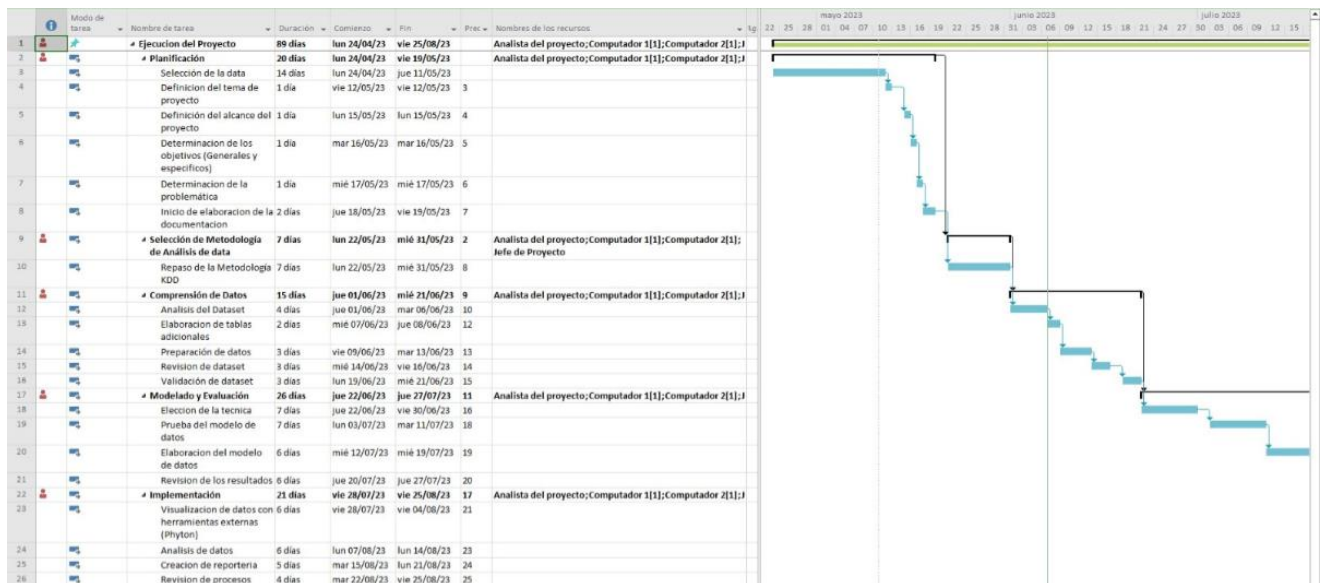 mayo 2023 junio 2023 julio 2023
Modo de tarea Nombre de tarea Duración Comienzo Fin Prec Nombres de los recursos 22 25 28 01 04 07 10 13 16 19 22 25 28 31 03 06 09 12 15 18 21 24 27 30 03 06 09 12 15
1 Ejecucion del Proyecto 89 días lun 24/04/23 vie 25/08/23 Analista del proyecto;Computador 1[1];Computador 2[1];J
2 Planificación 20 días lun 24/04/23 vie 19/05/23 Analista del proyecto;Computador 1[1];Computador 2[1];J
3 Selección de la data 14 días lun 24/04/23 jue 11/05/23
4 Definicion del tema de 1 día vie 12/05/23 vie 12/05/23 3
proyecto
5 Definición del alcance del 1 día lun 15/05/23 lun 15/05/23 4
proyecto
6 Determinacion de los 1 día mar 16/05/23 mar 16/05/23 5
objetivos (Generales y
especificos)
7 Determinacion de la 1 día mié 17/05/23 mié 17/05/23 6
problemática
8 Inicio de elaboracion de la 2 días jue 18/05/23 vie 19/05/23 7
documentacion
9 Selección de Metodología 7 días lun 22/05/23 mié 31/05/23 2 Analista del proyecto;Computador 1[1];Computador 2[1];
de Análisis de data Jefe de Proyecto
10 Repaso de la Metodología 7 días lun 22/05/23 mié 31/05/23 8
KDD
11 Comprensión de Datos 15 días jue 01/06/23 mié 21/06/23 9 Analista del proyecto;Computador 1[1];Computador 2[1];J
12 Analisis del Dataset 4 días jue 01/06/23 mar 06/06/23 10
13 Elaboracion de tablas 2 días mié 07/06/23 jue 08/06/23 12
adicionales
14 Preparación de datos 3 días vie 09/06/23 mar 13/06/23 13
15 Revision de dataset 3 días mié 14/06/23 vie 16/06/23 14
16 Validación de dataset 3 días lun 19/06/23 mié 21/06/23 15
17 Modelado y Evaluación 26 días jue 22/06/23 jue 27/07/23 11 Analista del proyecto;Computador 1[1];Computador 2[1];J
18 Eleccion de la tecnica 7 días jue 22/06/23 vie 30/06/23 16
19 Prueba del modelo de 7 días lun 03/07/23 mar 11/07/23 18
datos
20 Elaboracion del modelo 6 días mié 12/07/23 mié 19/07/23 19
de datos
21 Revision de los resultados 6 días jue 20/07/23 jue 27/07/23 20
22 Implementación 21 días vie 28/07/23 vie 25/08/23 17 Analista del proyecto;Computador 1[1];Computador 2[1];J
23 Visualizacion de datos con 6 días vie 28/07/23 vie 04/08/23 21
herramientas externas
(Phyton)
24 Analisis de datos 6 días lun 07/08/23 lun 14/08/23 23
25 Creacion de reporteria 5 días mar 15/08/23 lun 21/08/23 24
26 Revision de procesos 4 días mar 22/08/23 vie 25/08/23 25